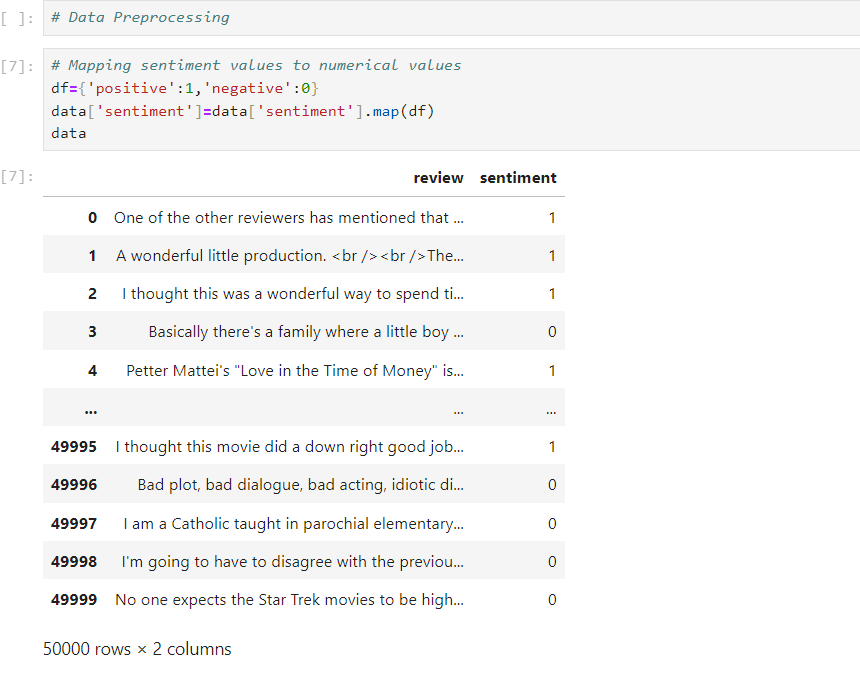 [ ]: # Data Preprocessing
[7]: # Mapping sentiment values to numerical values
df={'positive':1,'negative':0}
data['sentiment']=data['sentiment'].map(df)
data
[7]: review sentiment
0 One of the other reviewers has mentioned that ... 1
1 A wonderful little production. <br /><br />The... 1
2 I thought this was a wonderful way to spend ti... 1
3 Basically there's a family where a little boy ... 0
4 Petter Mattei's "Love in the Time of Money" is... 1
... ... ...
49995 I thought this movie did a down right good job... 1
49996 Bad plot, bad dialogue, bad acting, idiotic di... 0
49997 I am a Catholic taught in parochial elementary... 0
49998 I'm going to have to disagree with the previou... 0
49999 No one expects the Star Trek movies to be high... 0
50000 rows × 2 columns